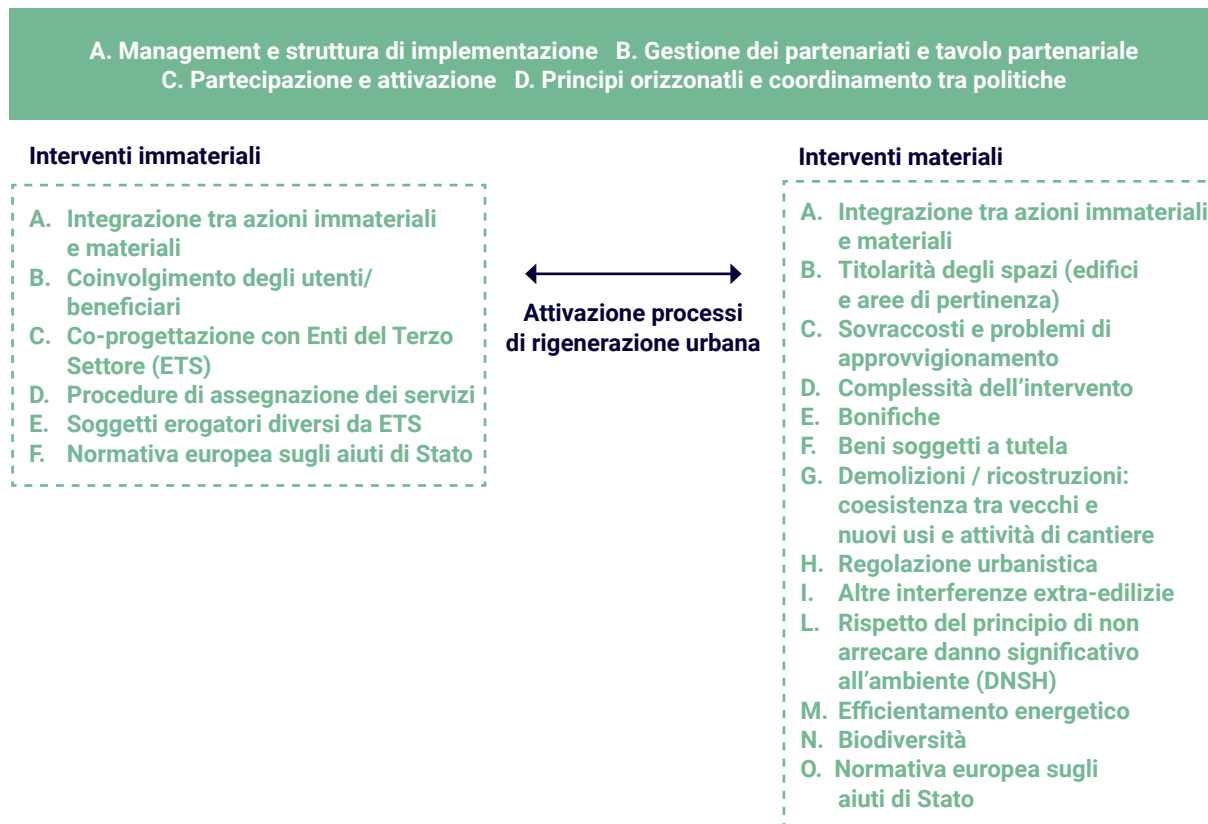 A. Management e struttura di implementazione B. Gestione dei partenariati e tavolo partenariale
C. Partecipazione e attivazione D. Principi orizzonatli e coordinamento tra politiche
Interventi immateriali
A. Integrazione tra azioni immateriali
e materiali
B. Coinvolgimento degli utenti/
beneficiari
C. Co-progettazione con Enti del Terzo
Settore (ETS)
D. Procedure di assegnazione dei servizi
E. Soggetti erogatori diversi da ETS
F. Normativa europea sugli aiuti di Stato
Attivazione processi
di rigenerazione urbana
Interventi materiali
A. Integrazione tra azioni immateriali
e materiali
B. Titolarità degli spazi (edifici
e aree di pertinenza)
C. Sovraccosti e problemi di
approvvigionamento
D. Complessità dell’intervento
E. Bonifiche
F. Beni soggetti a tutela
G. Demolizioni / ricostruzioni:
coesistenza tra vecchi e
nuovi usi e attività di cantiere
H. Regolazione urbanistica
I. Altre interferenze extra-edilizie
L. Rispetto del principio di non
arrecare danno significativo
all’ambiente (DNSH)
M. Efficientamento energetico
N. Biodiversità
O. Normativa europea sugli
aiuti di Stato